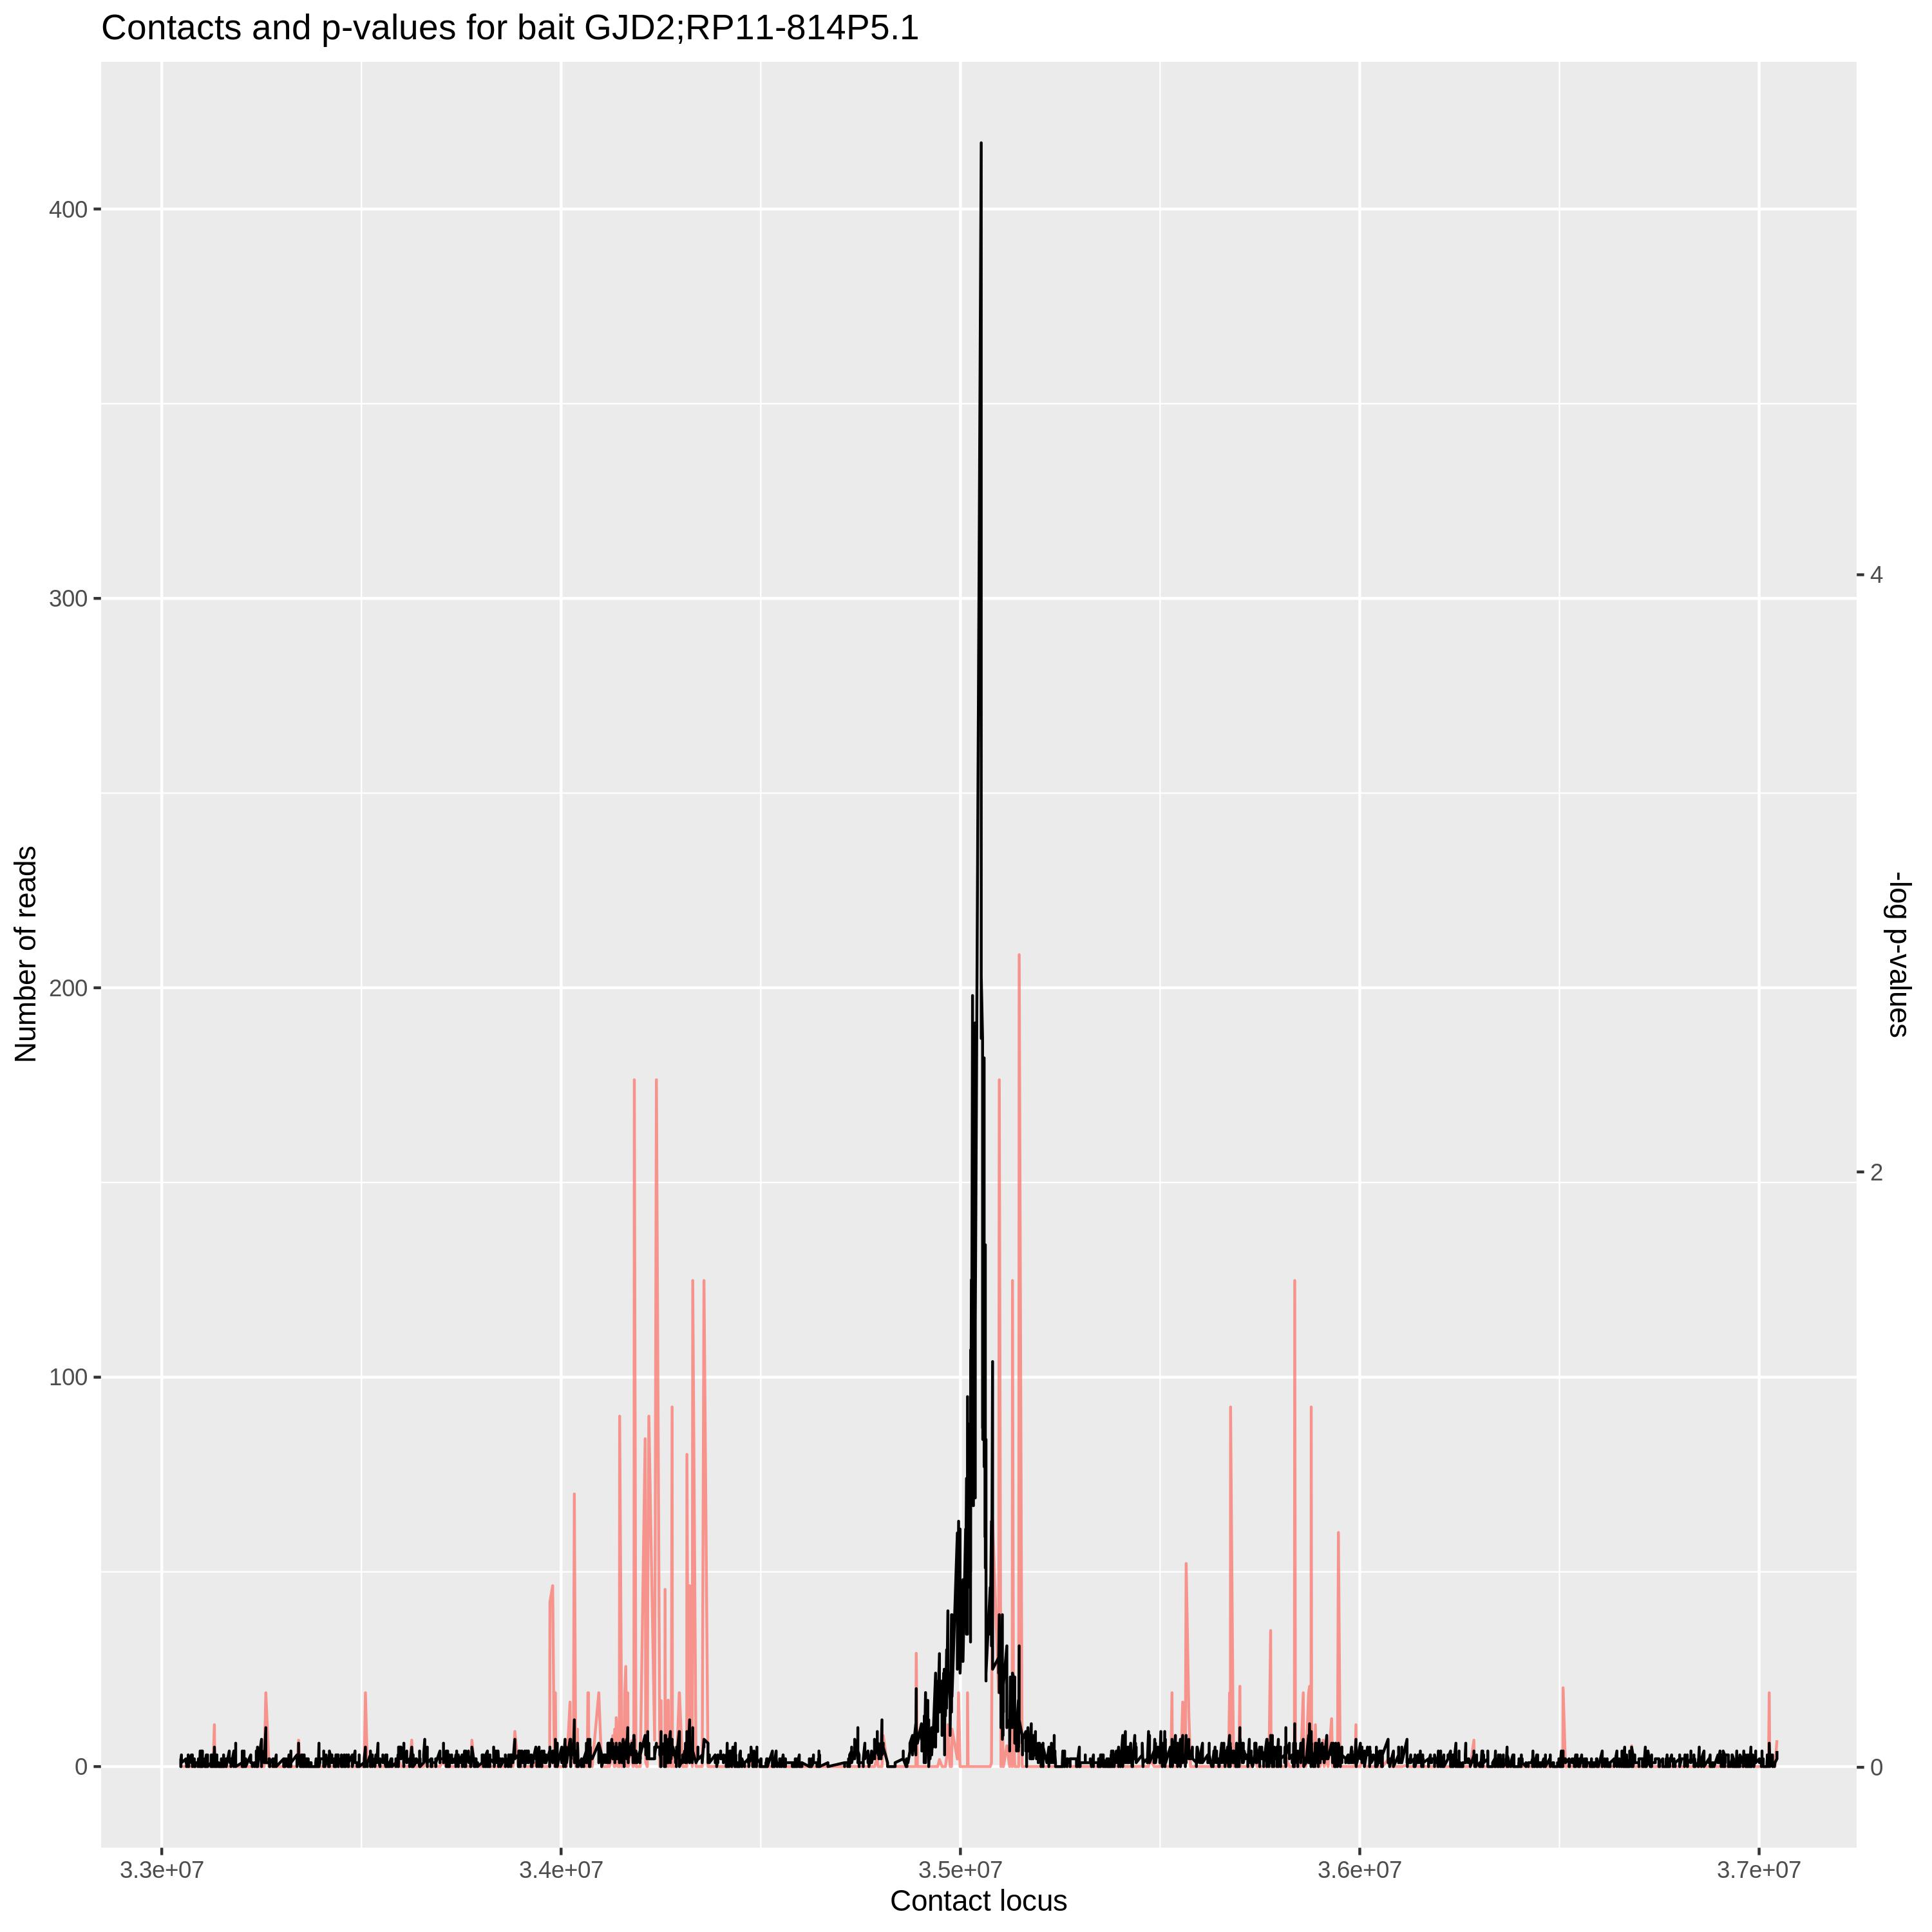 Contacts and p-values for bait GJD2;RP11-814P5.1
400
300
200
100
0
Number of reads
4
2
0
-log p-values
3.3e+07
3.4e+07
3.5e+07
3.6e+07
3.7e+07
Contact locus